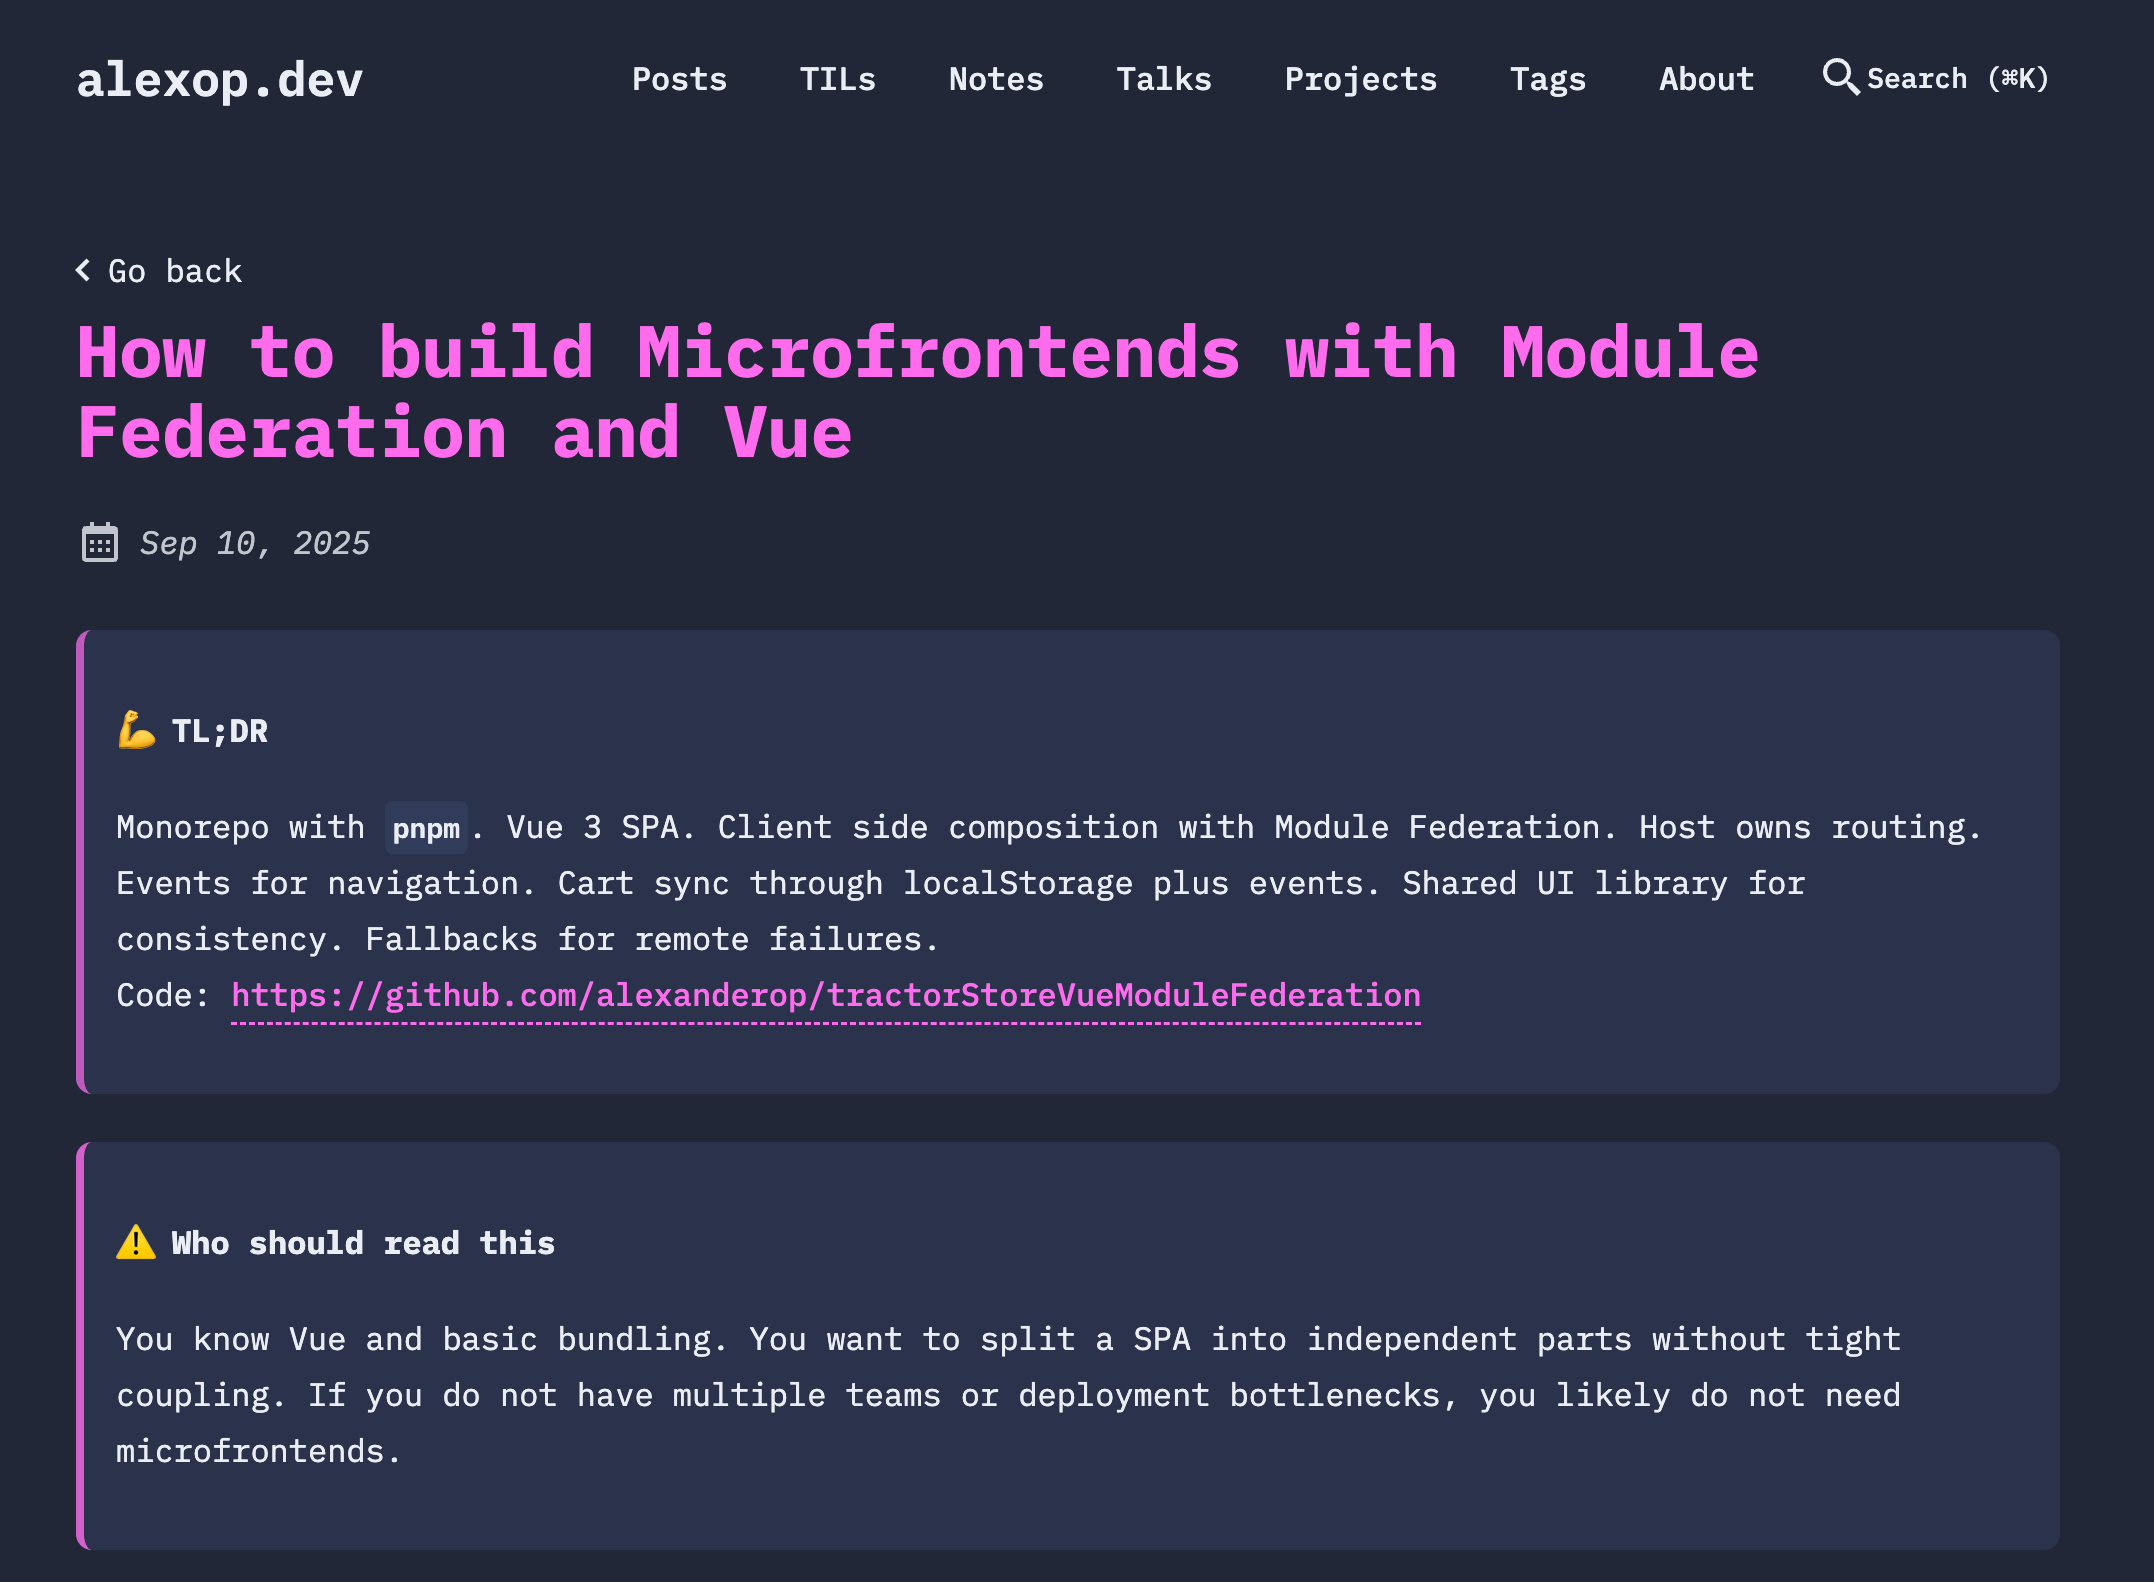 alexop.dev Posts TILs Notes Talks Projects Tags About Search (⌘K)
Go back
How to build Microfrontends with Module
Federation and Vue
Sep 10, 2025
💪 TL;DR
Monorepo with pnpm. Vue 3 SPA. Client side composition with Module Federation. Host owns routing.
Events for navigation. Cart sync through localStorage plus events. Shared UI library for
consistency. Fallbacks for remote failures.
Code: https://github.com/alexanderop/tractorStoreVueModuleFederation
⚠️ Who should read this
You know Vue and basic bundling. You want to split a SPA into independent parts without tight
coupling. If you do not have multiple teams or deployment bottlenecks, you likely do not need
microfrontends.